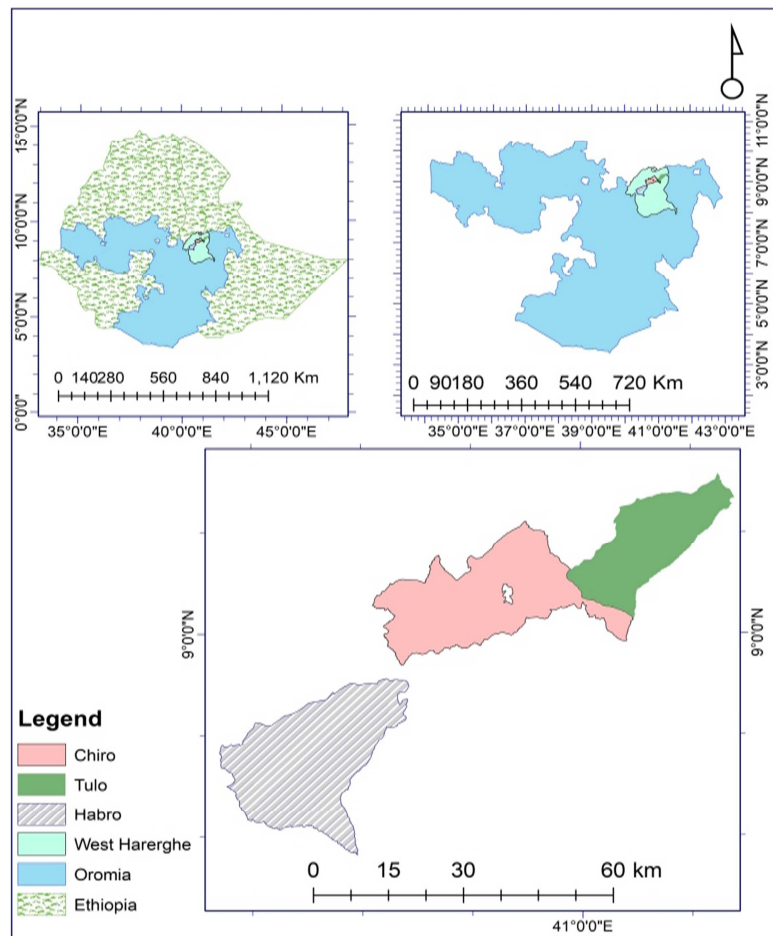 15°0'0"N
10°0'0"N
5°0'0"N
0°0'
0 140280 560 840 1,120 Km
35°0'0"E 40°0'0"E 45°0'0"E
11°0'0"N
9°0'0"N
7°0'0"N
5°0'0"N
3°0'0"N
0 90180 360 540 720 Km
35°0'0"E 37°0'0"E 39°0'0"E 41°0'0"E 43°0'0"E
9°0'0"N
9°0'0"N
Legend
Chiro
Tulo
Habro
West Harerghe
Oromia
Ethiopia
0 15 30 60 km
41°0'0"E